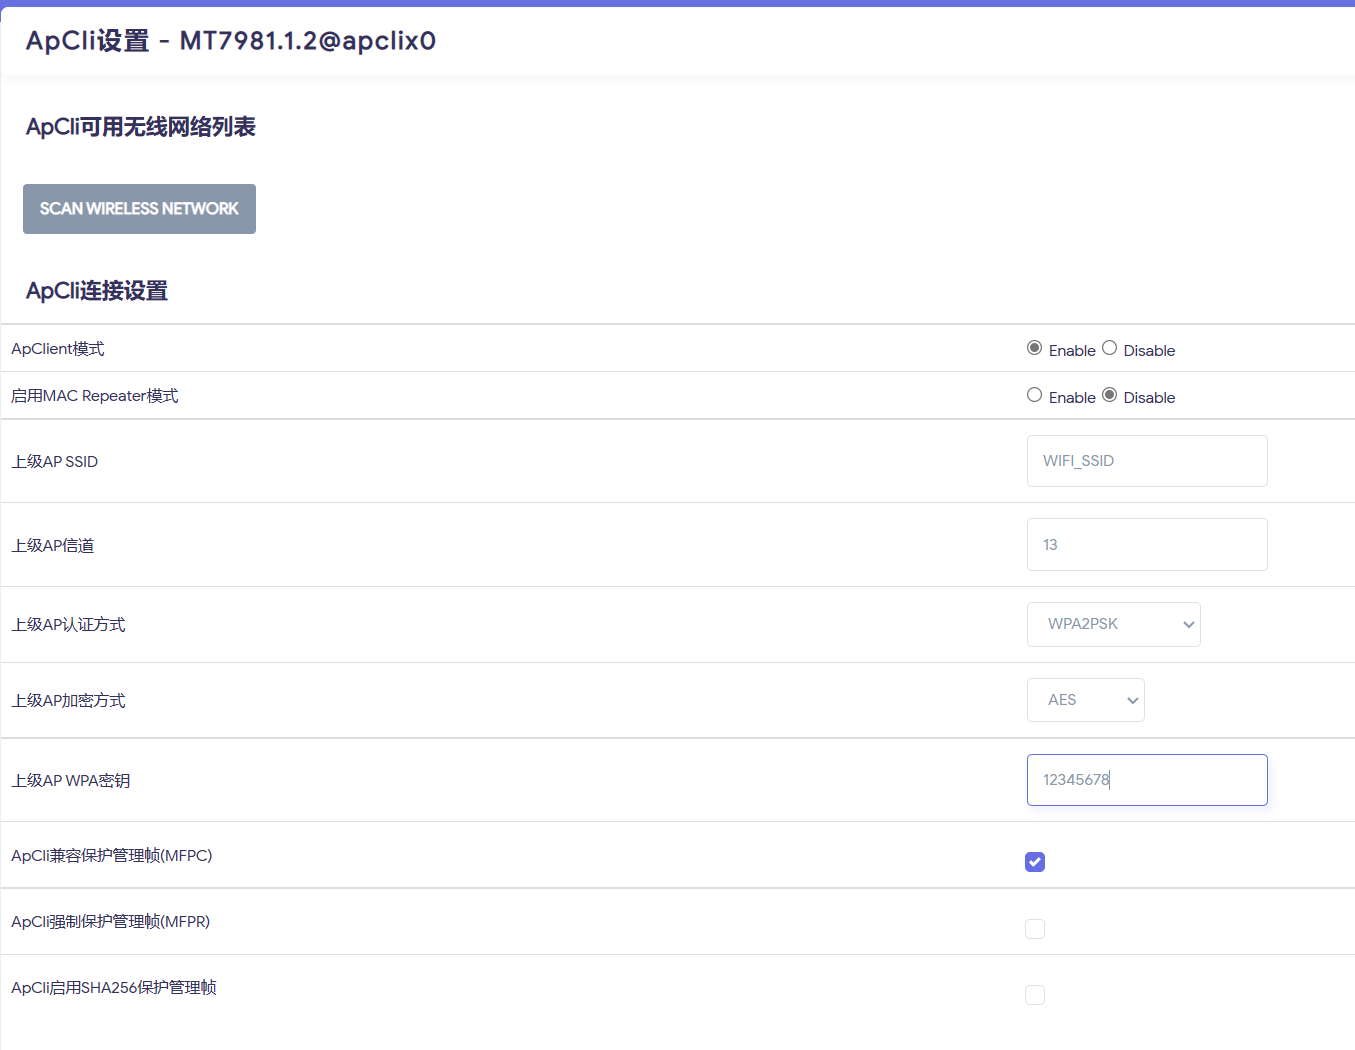 ApCli设置 - MT7981.1.2@apclix0
ApCli可用无线网络列表
SCAN WIRELESS NETWORK
ApCli连接设置
ApClient模式 Enable Disable
启用MAC Repeater模式 Enable Disable
上级AP SSID WIFI_SSID
上级AP信道 13
上级AP认证方式 WPA2PSK
上级AP加密方式 AES
上级AP WPA密钥 12345678
ApCli兼容保护管理帧(MFPC)
ApCli强制保护管理帧(MFPR)
ApCli启用SHA256保护管理帧